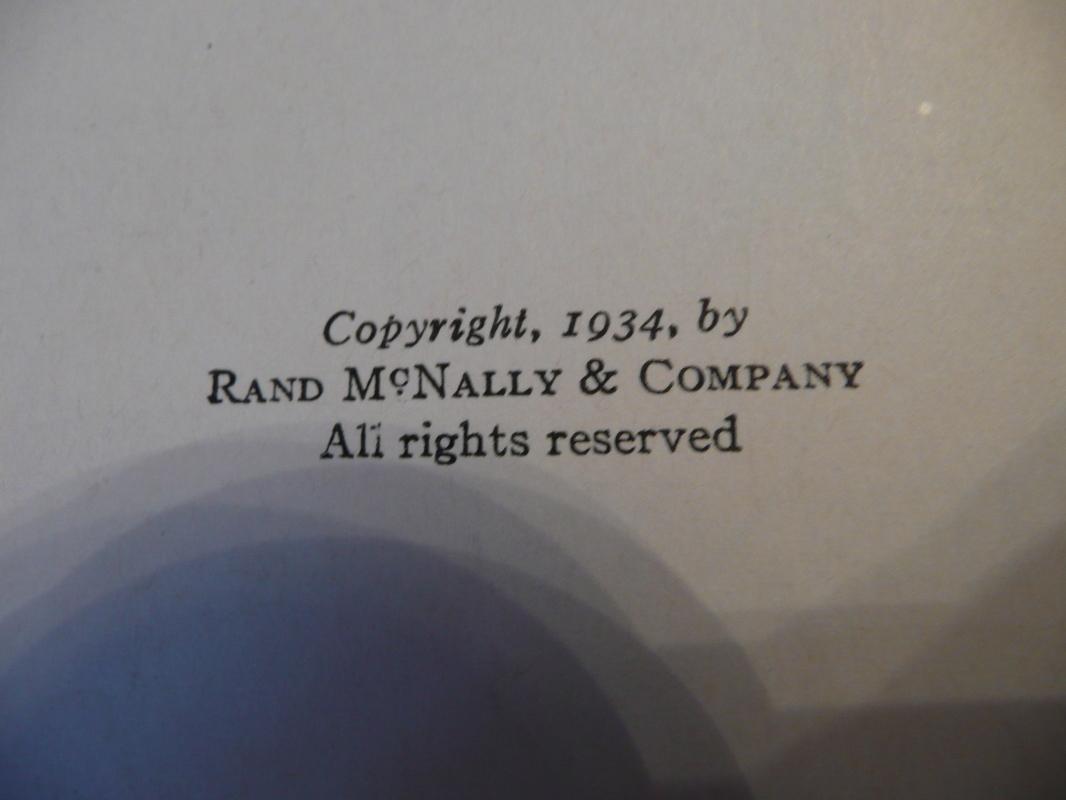 Copyright, 1934, by
RAND McNALLY & COMPANY
All rights reserved